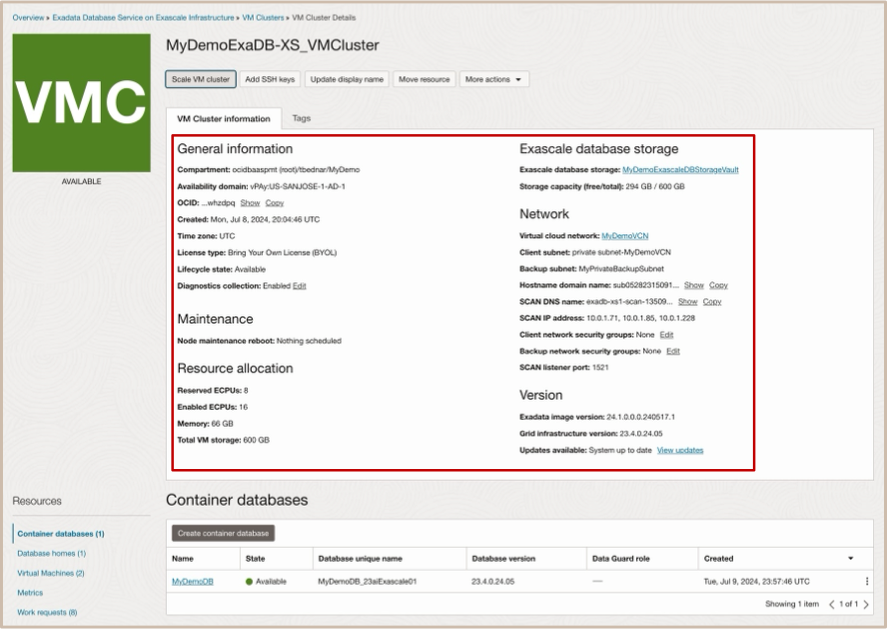 Overview » Exadata Database Service on Exascale Infrastructure » VM Clusters » VM Cluster Details
VMC
AVAILABLE
MyDemoExaDB-XS_VMCluster
Scale VM cluster
Add SSH keys
Update display name
Move resource
More actions
VM Cluster information
Tags
General information
Compartment: ocidbaaspmt (root)/tbednar/MyDemo
Availability domain: vPAy:US-SANJOSE-1-AD-1
OCID: ...whzdpq Show Copy
Created: Mon, Jul 8, 2024, 20:04:46 UTC
Time zone: UTC
License type: Bring Your Own License (BYOL)
Lifecycle state: Available
Diagnostics collection: Enabled Edit
Maintenance
Node maintenance reboot: Nothing scheduled
Resource allocation
Reserved ECPUs: 8
Enabled ECPUs: 16
Memory: 66 GB
Total VM storage: 600 GB
Exascale database storage
Exascale database storage: MyDemoExascaleDBStorageVault
Storage capacity (free/total): 294 GB / 600 GB
Network
Virtual cloud network: MyDemoVCN
Client subnet: private subnet-MyDemoVCN
Backup subnet: MyPrivateBackupSubnet
Hostname domain name: sub05282315091... Show Copy
SCAN DNS name: exadb-xs1-scan-13509... Show Copy
SCAN IP address: 10.0.1.71, 10.0.1.85, 10.0.1.228
Client network security groups: None Edit
Backup network security groups: None Edit
SCAN listener port: 1521
Version
Exadata image version: 24.1.0.0.0.240517.1
Grid infrastructure version: 23.4.0.24.05
Updates available: System up to date View updates
Resources
Container databases (1)
Database homes (1)
Virtual Machines (2)
Metrics
Work requests (8)
Container databases
Create container database
Name State Database unique name Database version Data Guard role Created
MyDemoDB Available MyDemoDB_23aiExascale01 23.4.0.24.05 — Tue, Jul 9, 2024, 23:57:46 UTC
Showing 1 item < 1 of 1 >